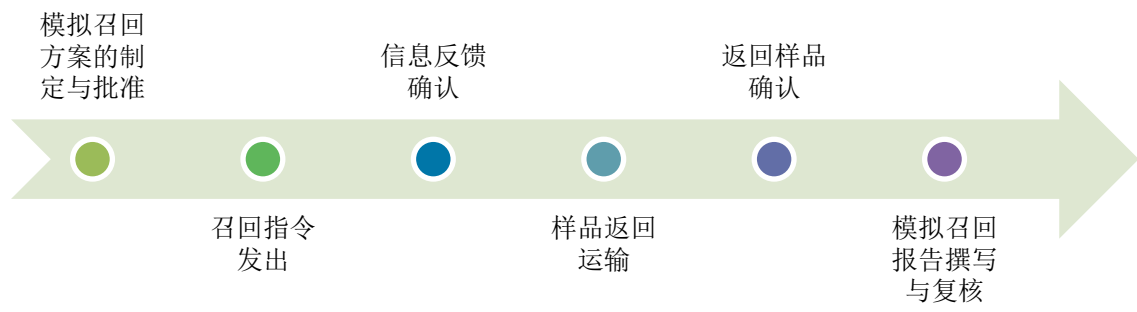 模拟召回
方案的制
定与批准
召回指令
发出
信息反馈
确认
样品返回
运输
返回样品
确认
模拟召回
报告撰写
与复核